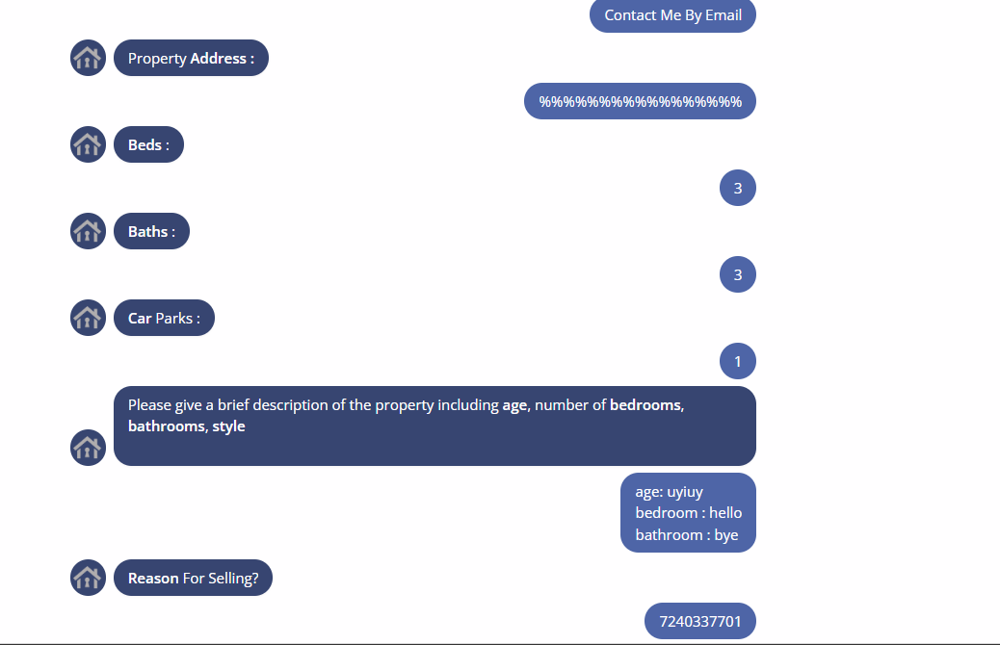 Contact Me By Email
Property Address :
%%%%%%%%%%%%%%%%%
Beds :
3
Baths :
3
Car Parks :
1
Please give a brief description of the property including age, number of bedrooms,
bathrooms, style
age: uyiuy
bedroom : hello
bathroom : bye
Reason For Selling?
7240337701